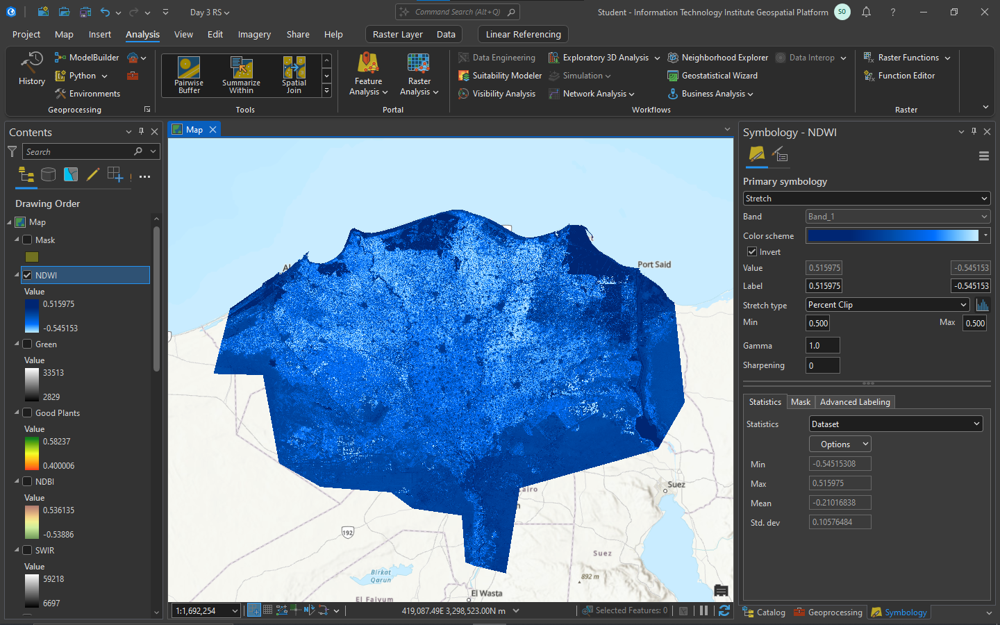 Day 3 RS
Command Search (Alt+Q)
Student - Information Technology Institute Geospatial Platform
SO
?
Project
Map
Insert
Analysis
View
Edit
Imagery
Share
Help
Raster Layer
Data
Linear Referencing
History
ModelBuilder
Python
Environments
Geoprocessing
Pairwise
Buffer
Summarize
Within
Spatial
Join
Tools
Feature
Analysis
Raster
Analysis
Portal
Data Engineering
Suitability Modeler
Visibility Analysis
Exploratory 3D Analysis
Simulation
Network Analysis
Neighborhood Explorer
Geostatistical Wizard
Business Analysis
Data Interop
Workflows
Raster Functions
Function Editor
Raster
Contents
Search
Drawing Order
Map
Mask
NDWI
Value
0.515975
-0.545153
Green
Value
33513
2829
Good Plants
Value
0.58237
0.400006
NDBI
Value
0.536135
-0.53886
SWIR
Value
59218
6697
Map
Port Said
Suez
Suez
892 m
192
Birkat
Qarun
El Wasta
El Faiyum
1:1,692,254
419,087.49E 3,298,523.00N m
Selected Features: 0
Symbology - NDWI
Primary symbology
Stretch
Band
Band_1
Color scheme
Invert
Value
0.515975
-0.545153
Label
0.515975
-0.545153
Stretch type
Percent Clip
Min
0.500
Max
0.500
Gamma
1.0
Sharpening
0
Statistics
Mask
Advanced Labeling
Statistics
Dataset
Options
Min
-0.54515308
Max
0.515975
Mean
-0.21016838
Std. dev
0.10576484
Catalog
Geoprocessing
Symbology